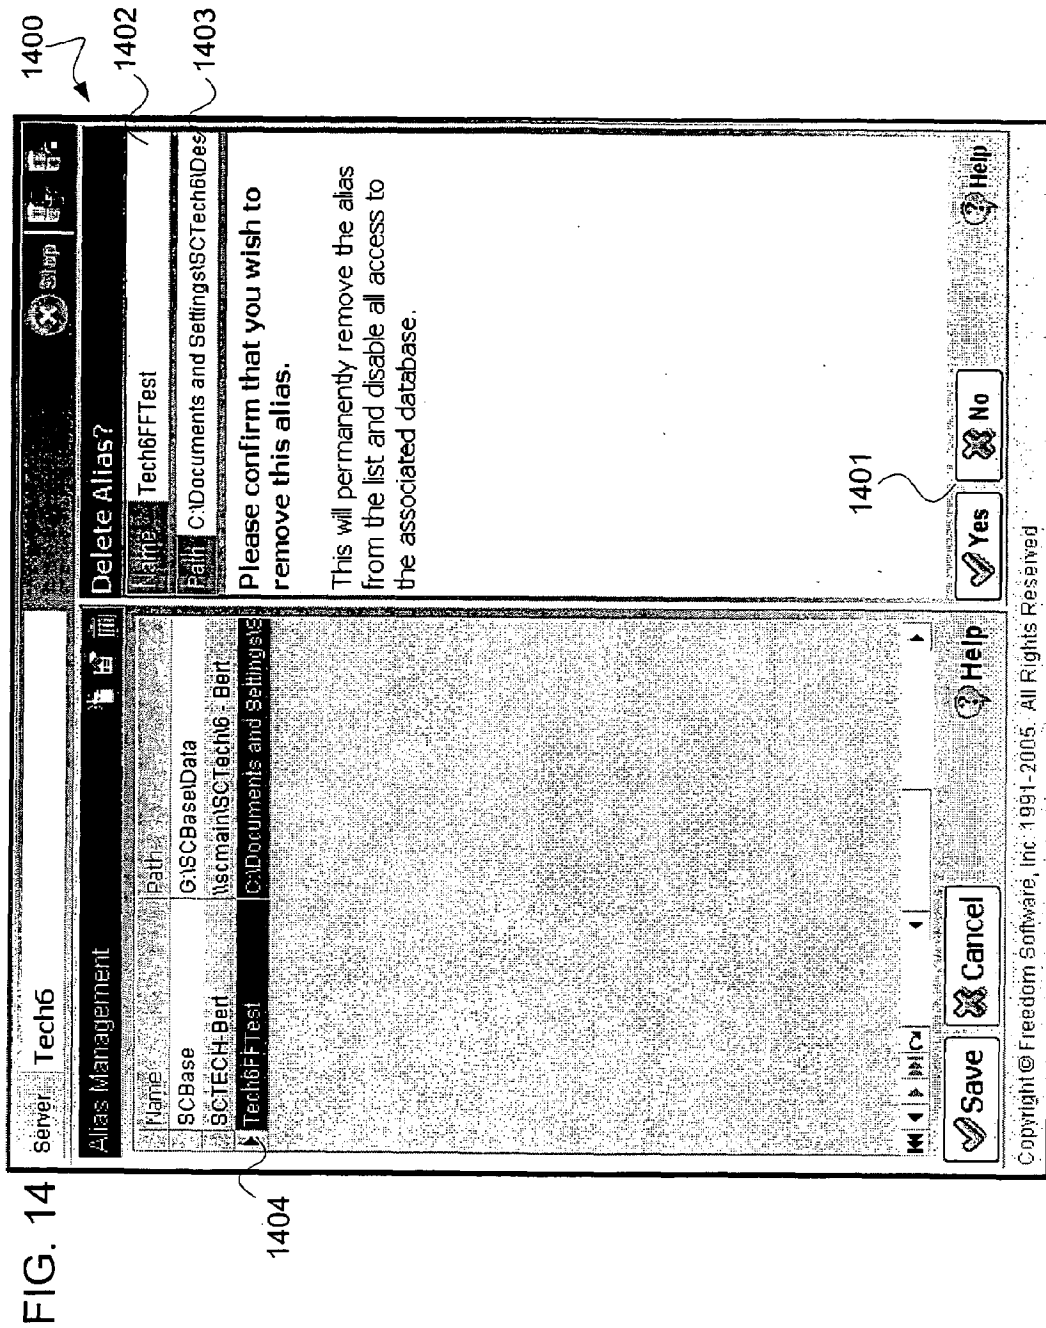 FIG. 14
1400
Server: Tech6
Stop
Alias Management
Name Path
SCBase G:\SCBase\Data
SCTECH-Bert \\scmain\SCTech\6 - Bert
Tech6FFTest C:\Documents and Settings\S
1404
Save Cancel Help
Delete Alias?
Name Tech6FFTest
1402
Path C:\Documents and Settings\SCTech6\Des
1403
Please confirm that you wish to
remove this alias.
This will permanently remove the alias
from the list and disable all access to
the associated database.
1401
Yes No Help
Copyright © Freedom Software, Inc. 1991-2005. All Rights Reserved